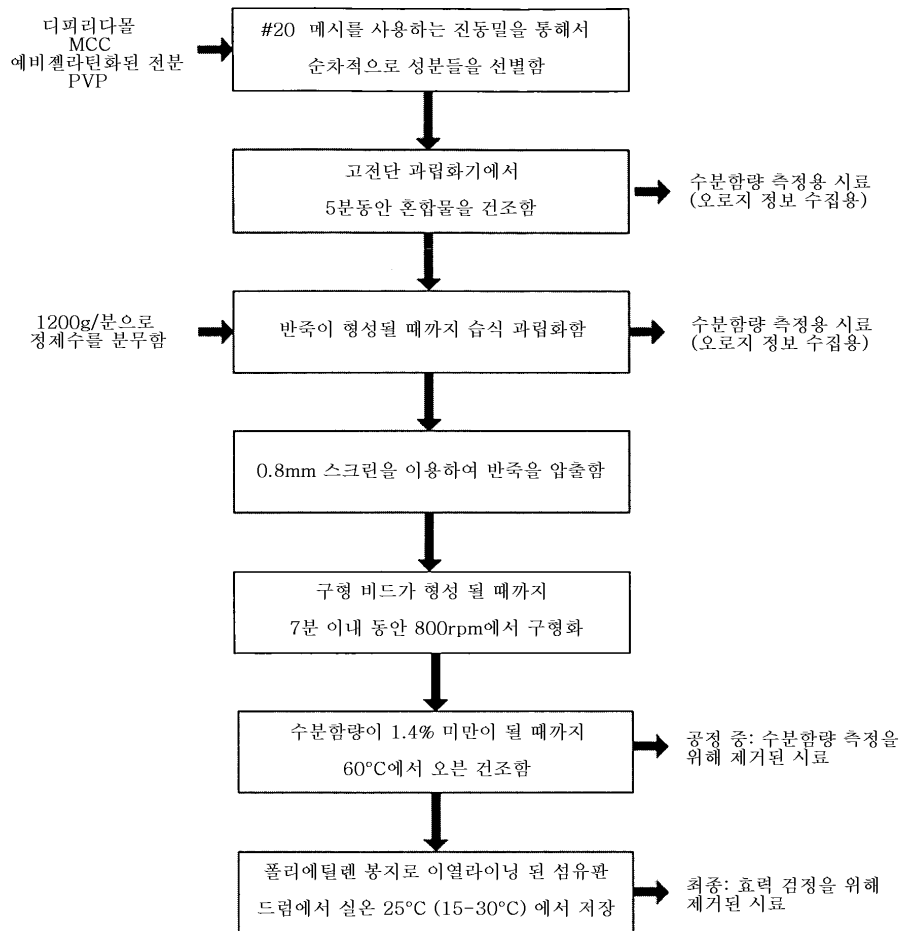 디피리다몰
MCC
예비젤라틴화된 전분
PVP
#20 메시를 사용하는 진동밀을 통해서
순차적으로 성분들을 선별함
고전단 과립화기에서
5분동안 혼합물을 건조함
수분함량 측정용 시료
(오로지 정보 수집용)
1200g/분으로
정제수를 분무함
반죽이 형성될 때까지 습식 과립화함
수분함량 측정용 시료
(오로지 정보 수집용)
0.8mm 스크린을 이용하여 반죽을 압출함
구형 비드가 형성 될 때까지
7분 이내 동안 800rpm에서 구형화
수분함량이 1.4% 미만이 될 때까지
60°C에서 오븐 건조함
공정 중: 수분함량 측정을
위해 제거된 시료
폴리에틸렌 봉지로 이열라이닝 된 섬유판
드럼에서 실온 25°C (15-30°C) 에서 저장
최종: 효력 검정을 위해
제거된 시료